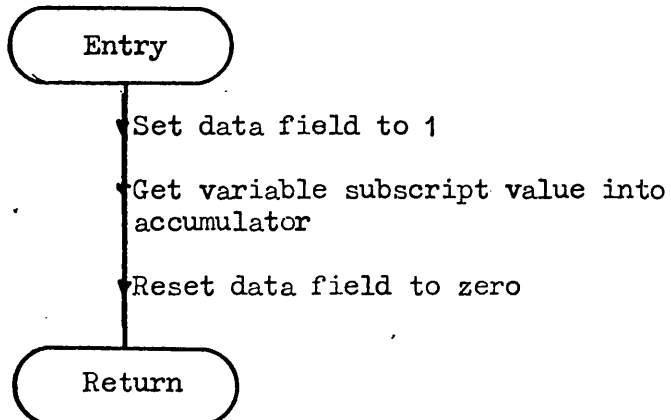 Entry
Set data field to 1
Get variable subscript value into
accumulator
Reset data field to zero
Return